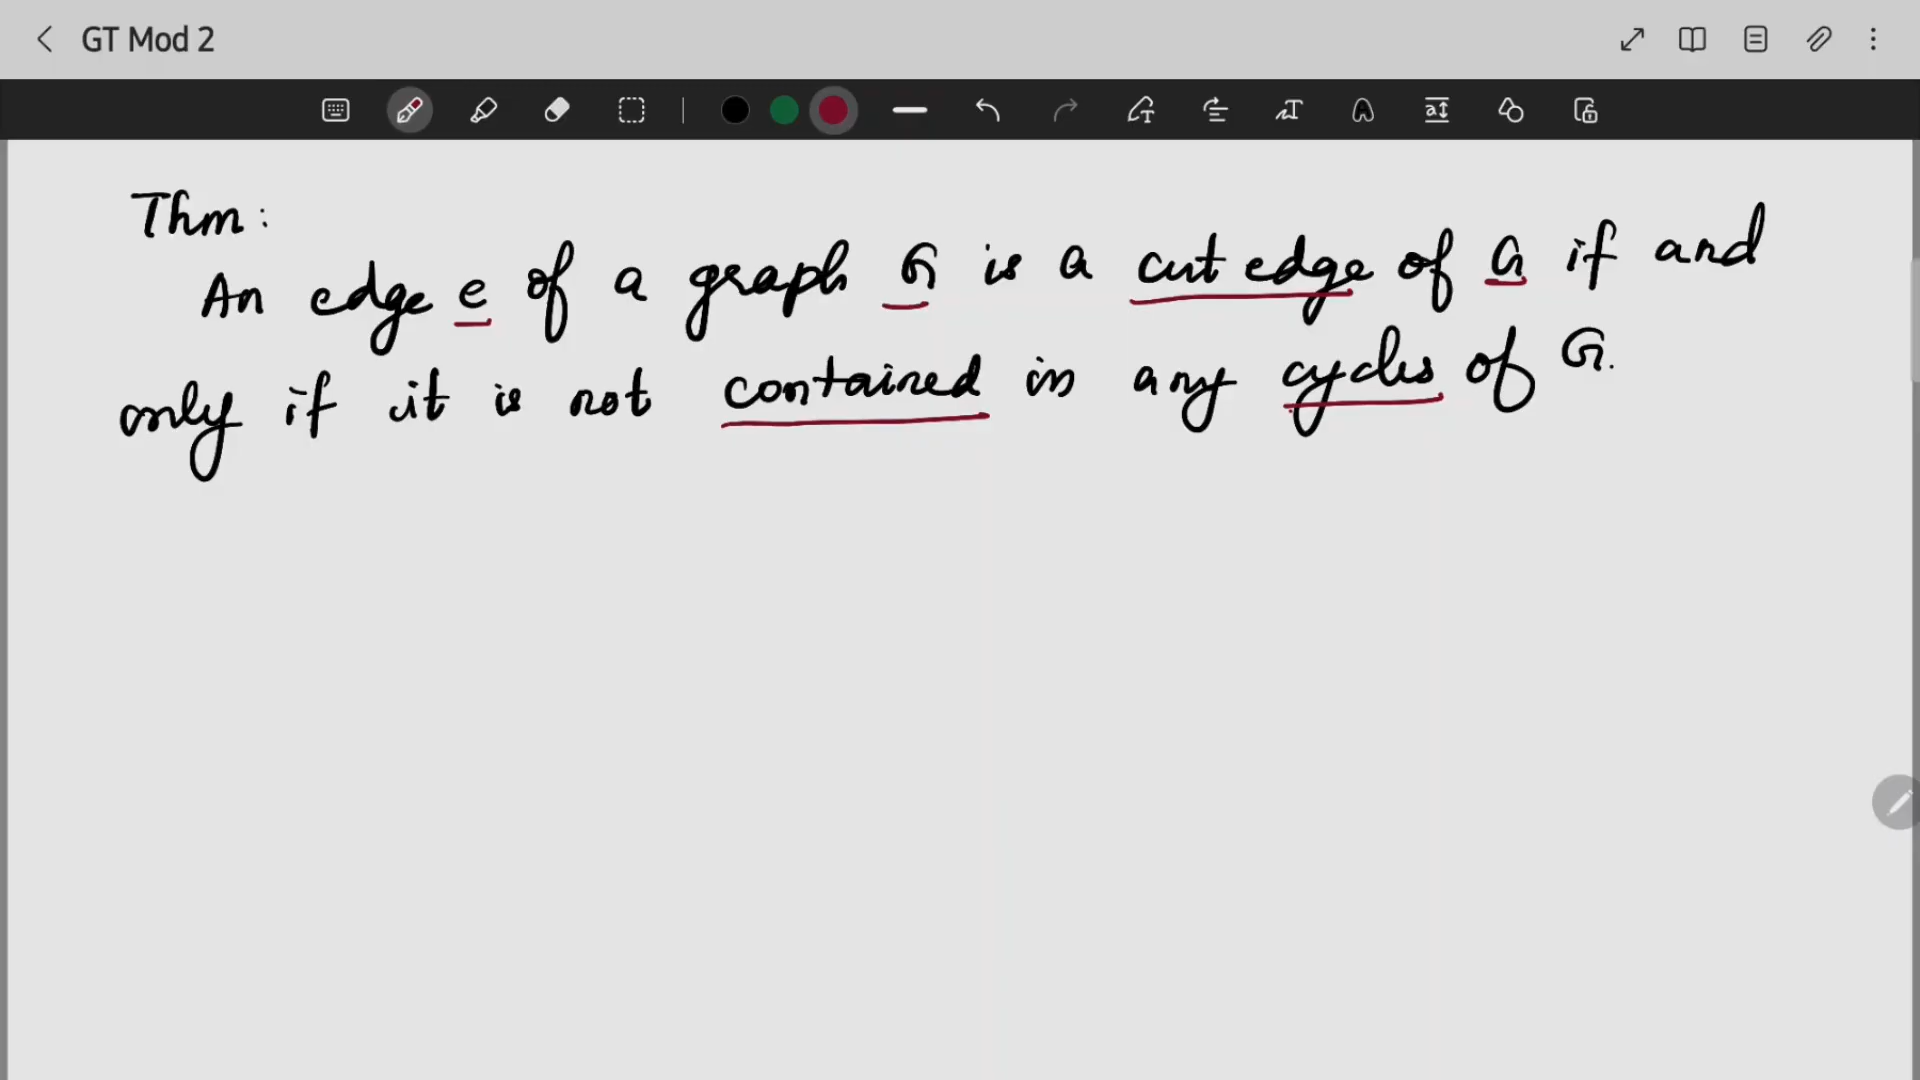 GT Mod 2
Thm:
An edge e of a graph G is a cut edge of G if and
only if it is not contained in any cycles of G.